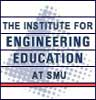 THE INSTITUTE FOR
ENGINEERING
EDUCATION
AT SMU